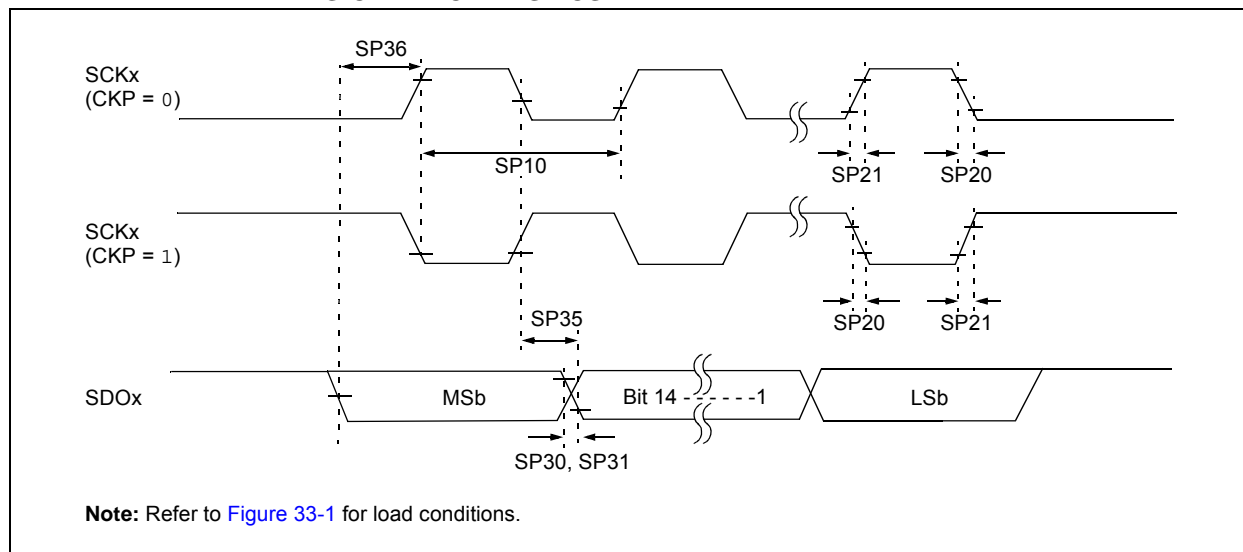 SP36
SCKx
(CKP = 0)
SP10
SP21
SP20
SCKx
(CKP = 1)
SP35
SP20
SP21
SDOx
MSb
Bit 14 - - - - - -1
LSb
SP30, SP31
Note: Refer to Figure 33-1 for load conditions.